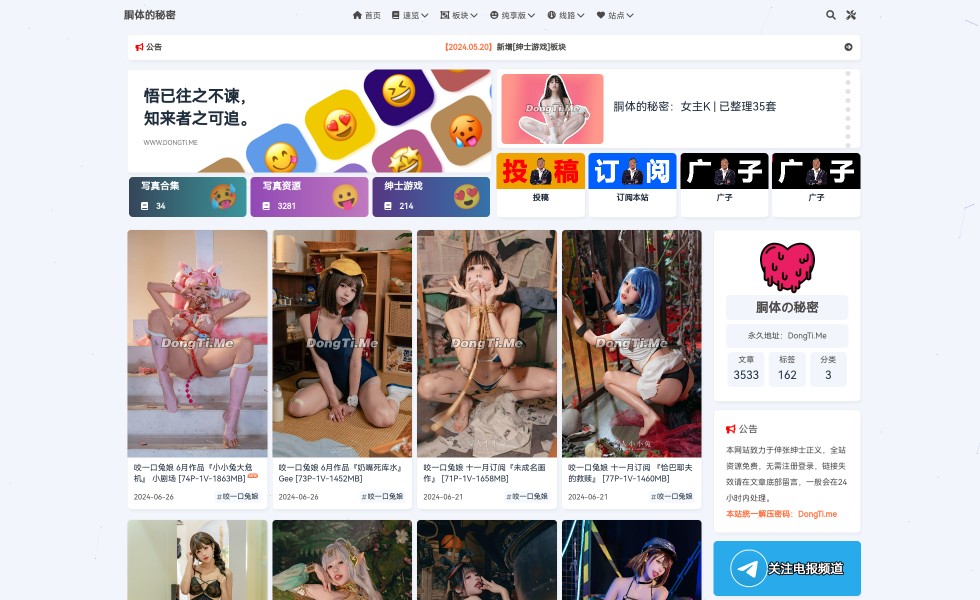 胴体的秘密
首页
速览
板块
纯享版
线路
站点
公告
【2024.05.20】新增[绅士游戏]板块
悟已往之不谏，
知来者之可追。
WWW.DONGTI.ME
DongTi.Me
胴体的秘密：女主K | 已整理35套
写真合集
34
写真资源
3281
绅士游戏
214
投 稿
投稿
订 阅
订阅本站
广 子
广子
广 子
广子
DongTi.Me
DongTi.Me
DongTi.Me
DongTi.Me
咬一口兔娘 6月作品『小小兔大危
机』 小剧场 [74P-1V-1863MB]
2024-06-26
#咬一口兔娘
咬一口兔娘 6月作品『奶嘴死库水』
Gee [73P-1V-1452MB]
2024-06-26
#咬一口兔娘
咬一口兔娘 十一月订阅『未成名画
作』 [71P-1V-1658MB]
2024-06-21
#咬一口兔娘
咬一口兔娘 十一月订阅 『恰巴耶夫
的救赎』 [77P-1V-1460MB]
2024-06-21
#咬一口兔娘
胴体の秘密
永久地址：DongTi.Me
文章
3533
标签
162
分类
3
公告
本网站致力于伸张绅士正义，全站
资源免费，无需注册登录，链接失
效请在文章底部留言，一般会在24
小时内处理。
本站统一解压密码：DongTi.me
关注电报频道